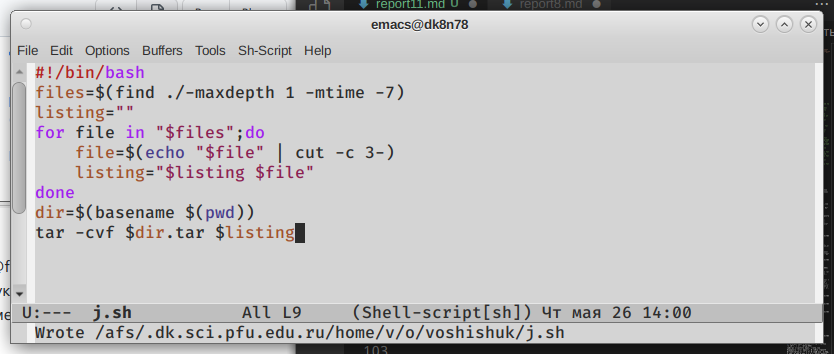 report11.md U
report8.md
emacs@dk8n78
File Edit Options Buffers Tools Sh-Script Help
#!/bin/bash
files=$(find ./-maxdepth 1 -mtime -7)
listing=""
for file in "$files";do
    file=$(echo "$file" | cut -c 3-)
    listing="$listing $file"
done
dir=$(basename $(pwd))
tar -cvf $dir.tar $listing
U:--- j.sh All L9 (Shell-script[sh]) Чт мая 26 14:00
Wrote /afs/.dk.sci.pfu.edu.ru/home/v/o/voshishuk/j.sh
103